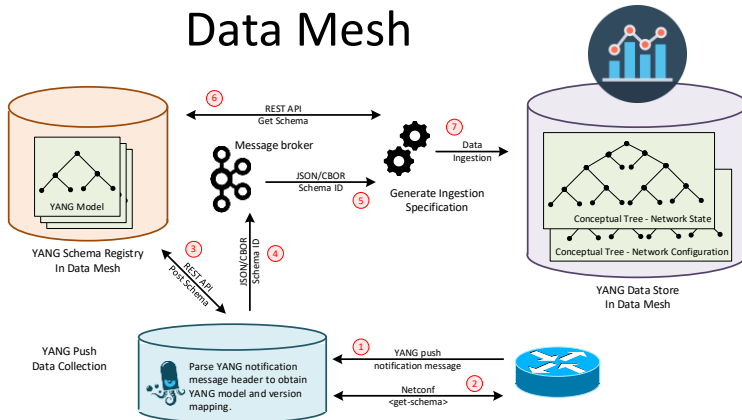 Data Mesh
6
REST API
Get Schema
7
Message broker
Data
Ingestion
JSON/CBOR
Schema ID
5
Generate Ingestion
Specification
YANG Model
Conceptual Tree - Network State
Conceptual Tree - Network Configuration
YANG Schema Registry
In Data Mesh
3
REST API
Post Schema
JSON/CBOR
Schema ID
4
YANG Data Store
In Data Mesh
YANG Push
Data Collection
Parse YANG notification
message header to obtain
YANG model and version
mapping.
1
YANG push
notification message
2
Netconf
<get-schema>